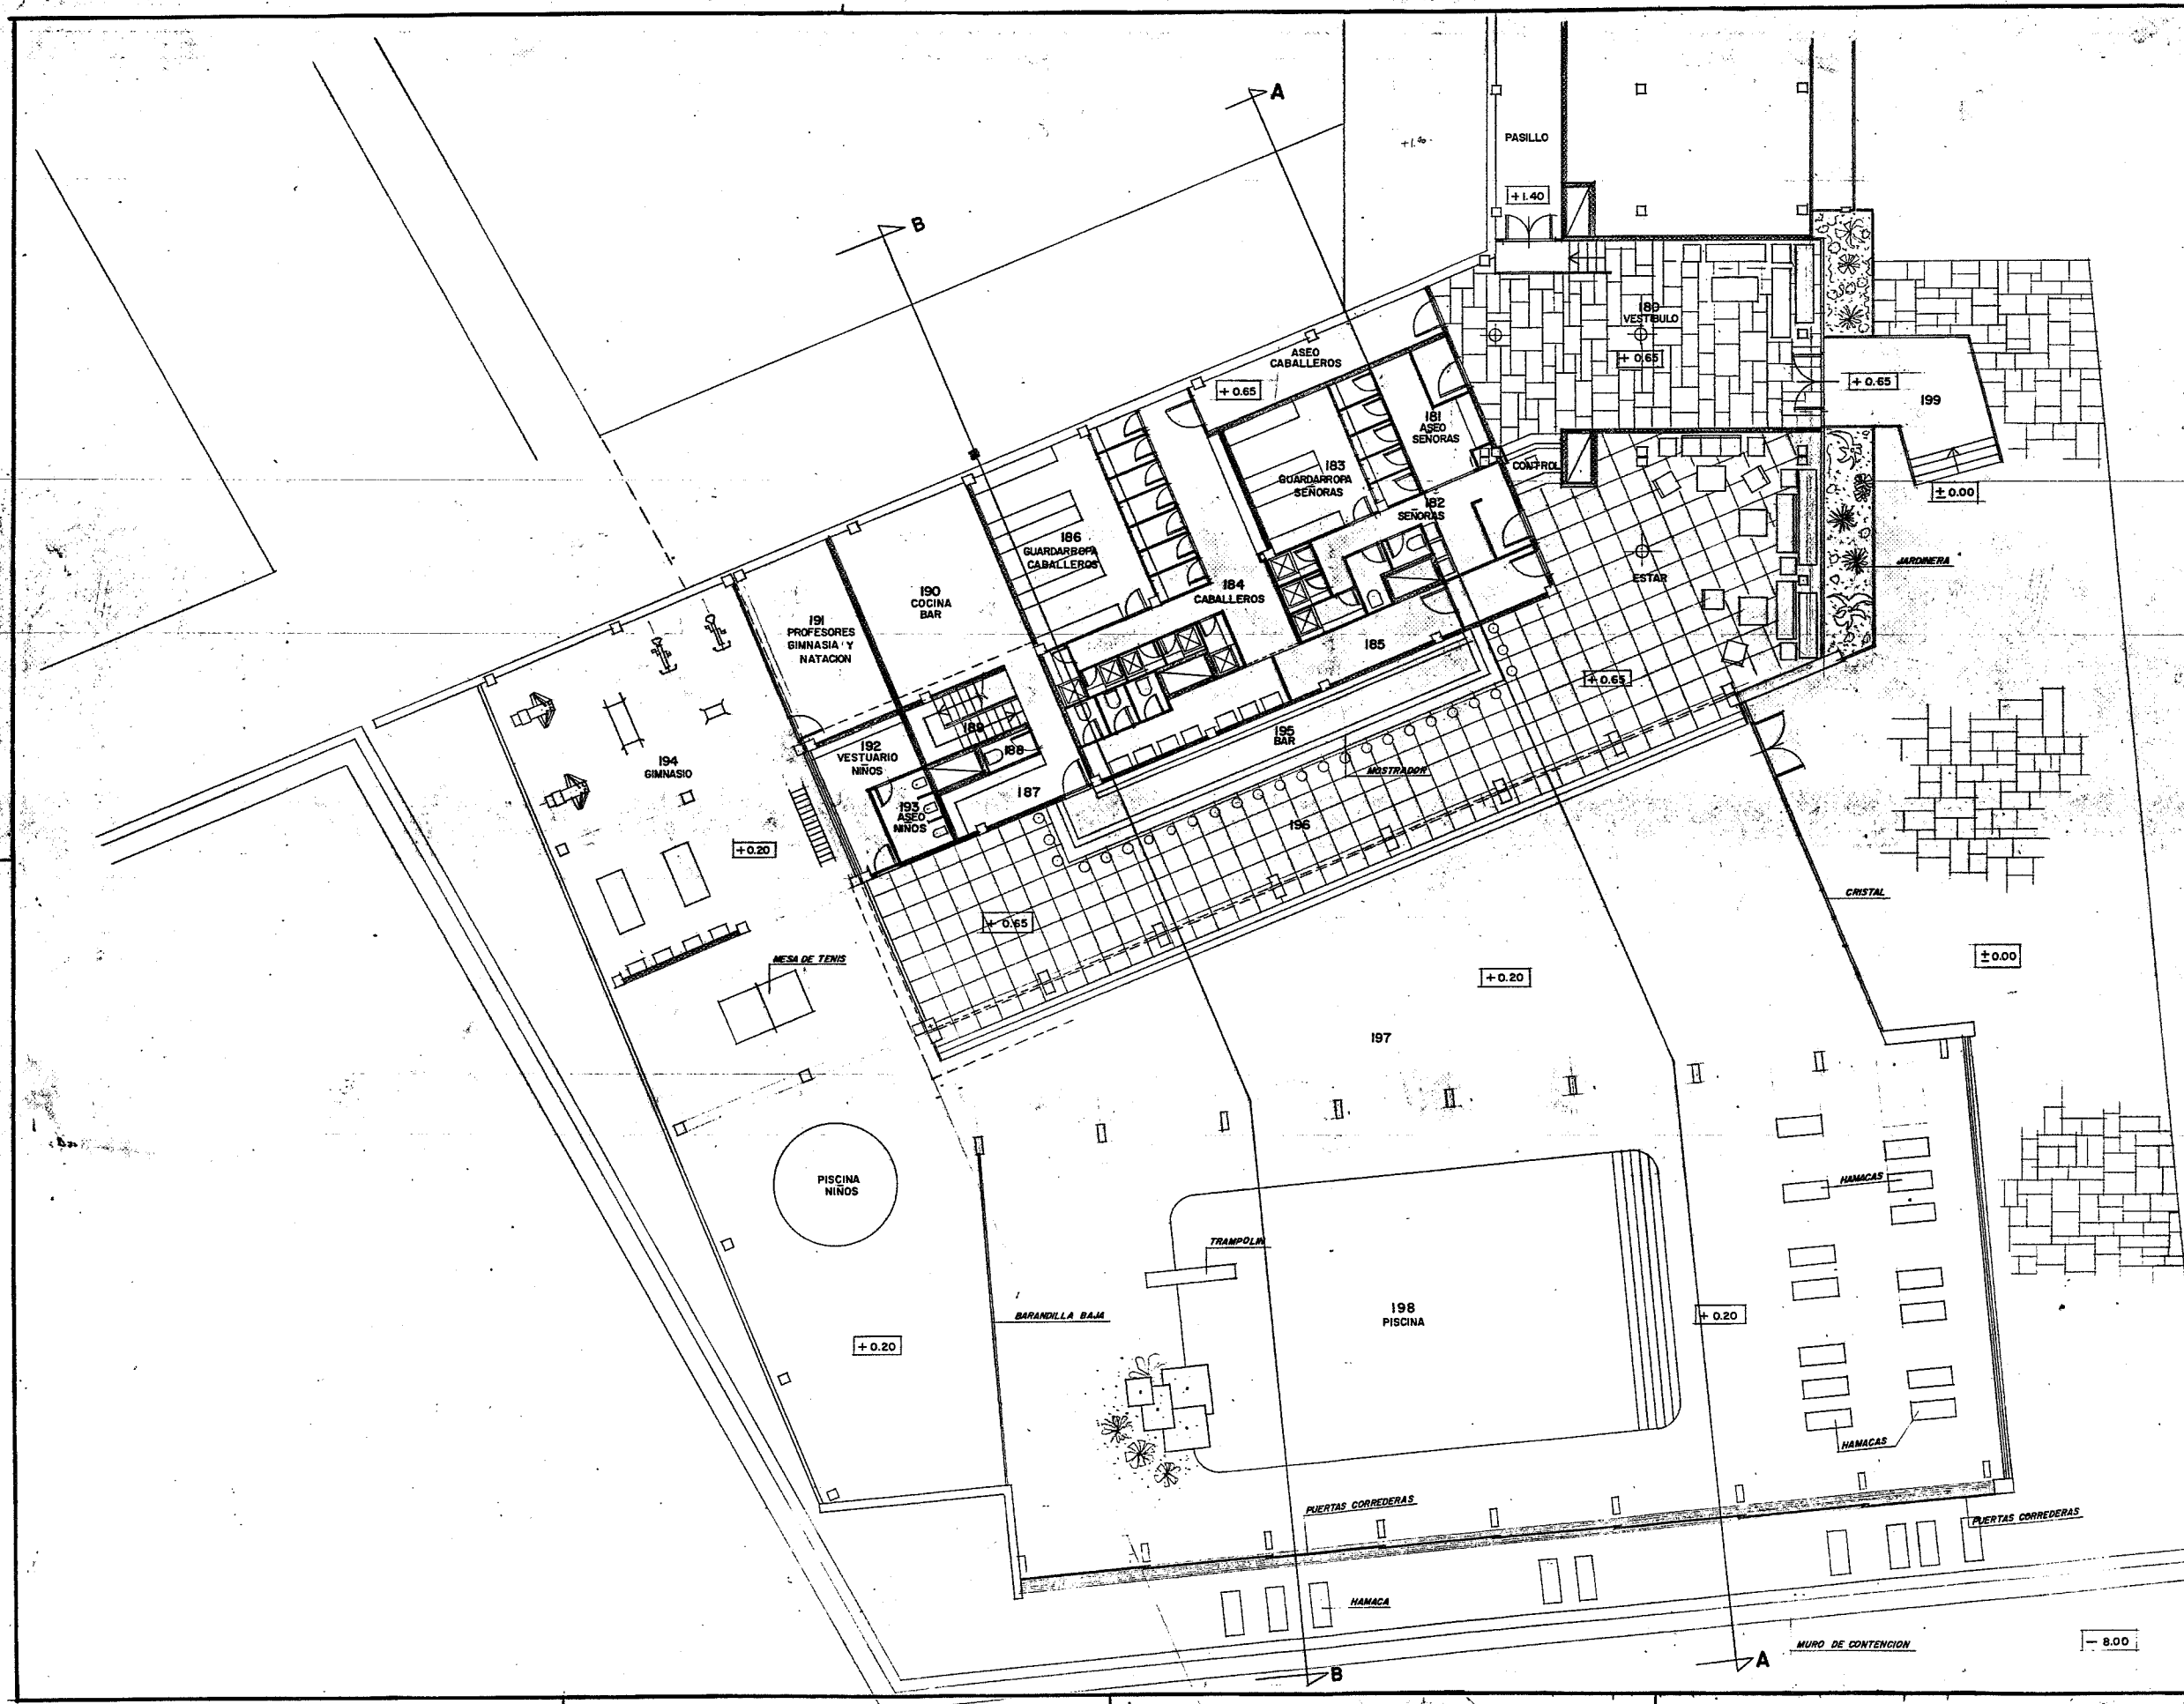 A
PASILLO
+1.40
B
180
VESTIBULO
+0.65
ASEO
CABALLEROS
+0.65
+0.65
199
181
ASEO
SEÑORAS
183
GUARDARROPA
SEÑORAS
CONTROL
±0.00
182
SEÑORAS
186
GUARDARROPA
CABALLEROS
JARDINERA
ESTAR
184
CABALLEROS
190
COCINA
BAR
191
PROFESORES
GIMNASIA Y
NATACION
185
+0.65
189
188
195
BAR
192
VESTUARIO
NIÑOS
194
GIMNASIO
MOSTRADOR
187
193
ASEO
NIÑOS
196
+0.20
CRISTAL
+0.65
MESA DE TENIS
±0.00
+0.20
197
PISCINA
NIÑOS
HAMACAS
TRAMPOLIN
198
PISCINA
BARANDILLA BAJA
+0.20
+0.20
HAMACAS
PUERTAS CORREDERAS
PUERTAS CORREDERAS
HAMACA
MURO DE CONTENCION
-8.00
B
A